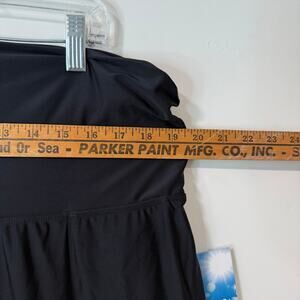 13 14 15 16 17 18 19 20 21 22 23 24
nd Or Sea - PARKER PAINT MFG. CO., INC. - S